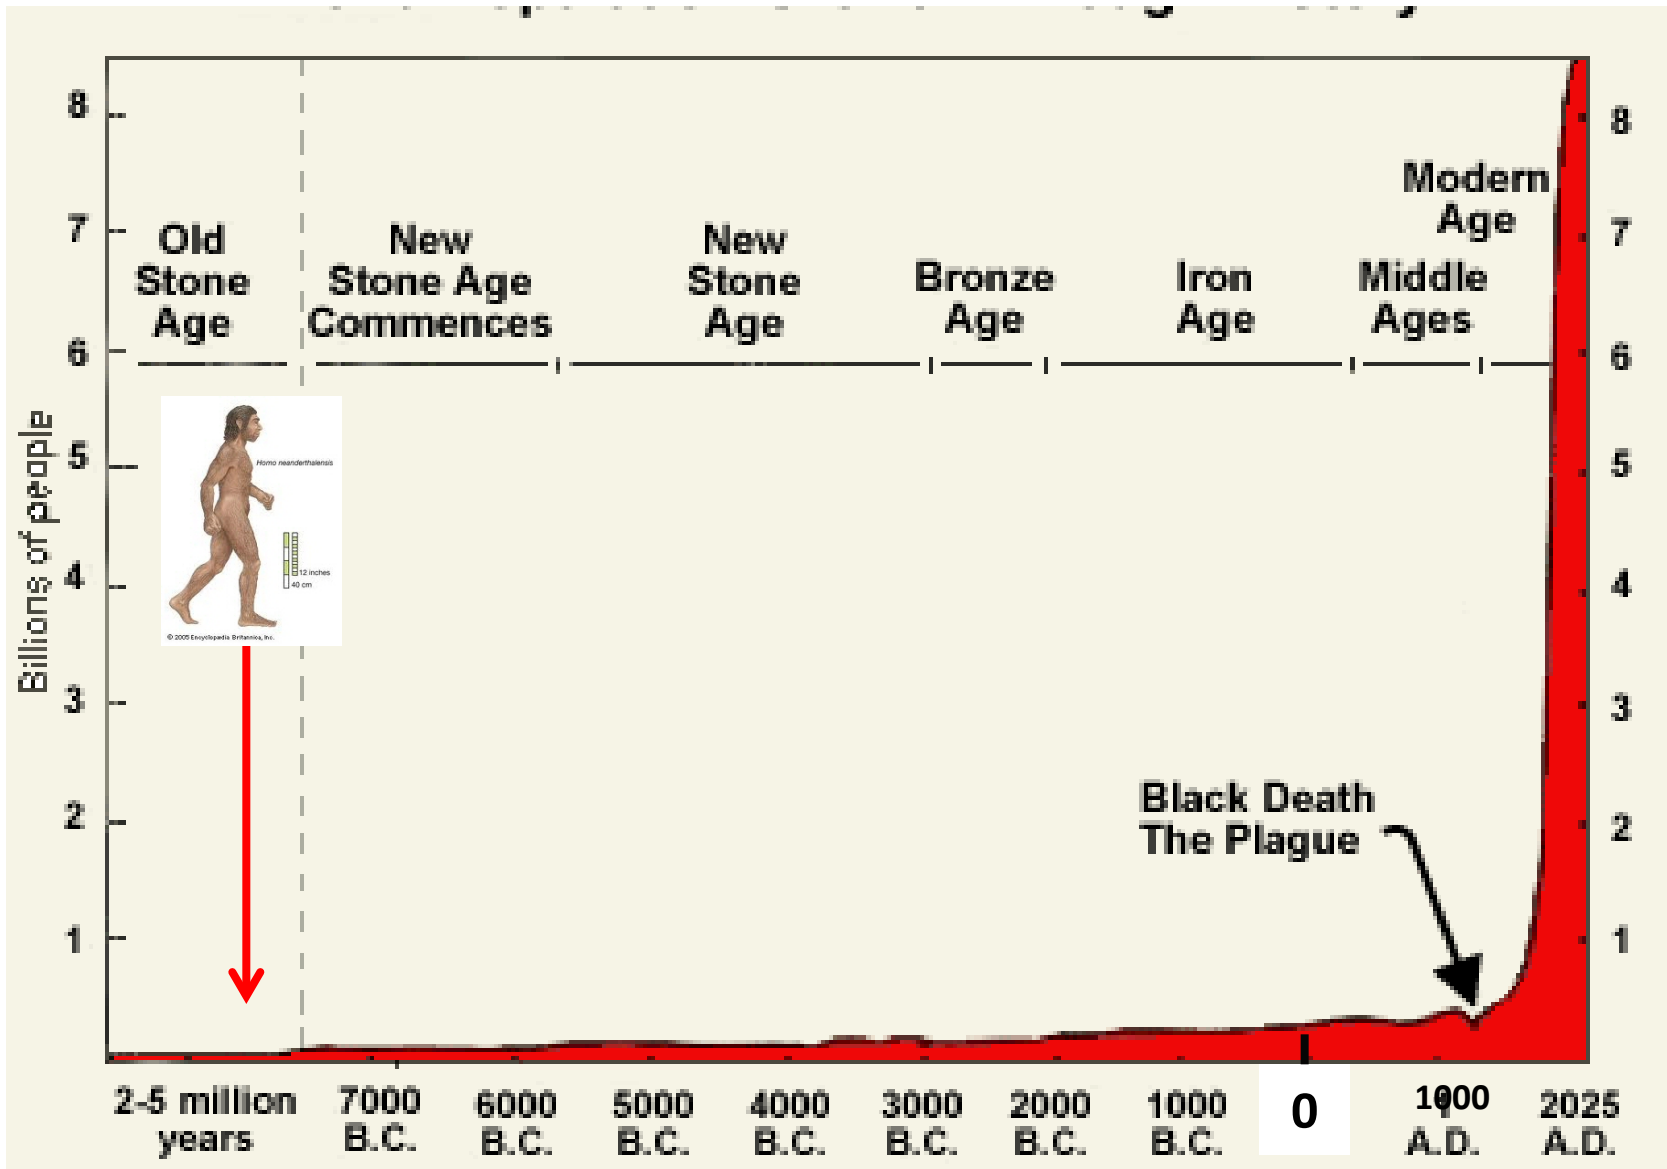 8
7
6
5
4
3
2
1
Billions of people
Old
Stone
Age
New
Stone Age
Commences
New
Stone
Age
Bronze
Age
Iron
Age
Middle
Ages
Modern
Age
Homo neanderthalensis
12 inches
40 cm
© 2005 Encyclopædia Britannica, Inc.
Black Death
The Plague
8
7
6
5
4
3
2
1
2-5 million
years
7000
B.C.
6000
B.C.
5000
B.C.
4000
B.C.
3000
B.C.
2000
B.C.
1000
B.C.
0
1000
A.D.
2025
A.D.